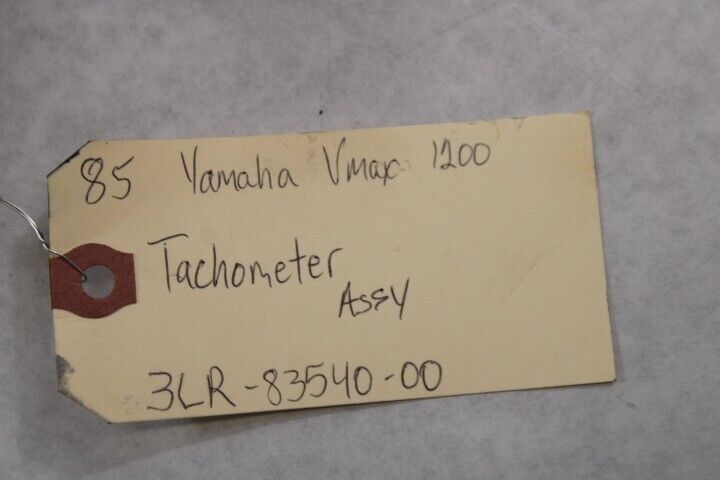 85 Yamaha Vmax 1200
Tachometer
Assy
3LR-83540-00